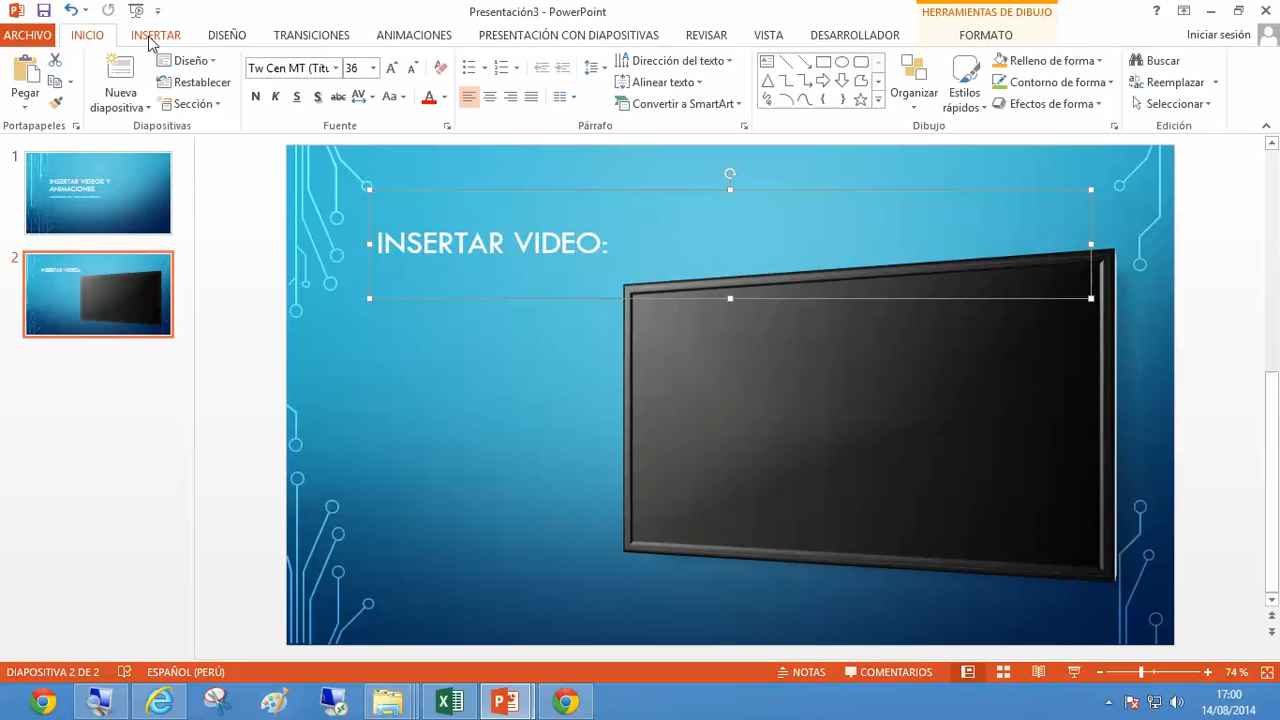 Presentación3 - PowerPoint
HERRAMIENTAS DE DIBUJO
ARCHIVO INICIO INSERTAR DISEÑO TRANSICIONES ANIMACIONES PRESENTACIÓN CON DIAPOSITIVAS REVISAR VISTA DESARROLLADOR FORMATO Iniciar sesión
Pegar
Nueva diapositiva
Diseño
Restablecer
Sección
Tw Cen MT (Títu 36
N K S S abc AV Aa A
Dirección del texto
Alinear texto
Convertir a SmartArt
Organizar
Estilos rápidos
Relleno de forma
Contorno de forma
Efectos de forma
Buscar
Reemplazar
Seleccionar
Portapapeles Diapositivas Fuente Párrafo Dibujo Edición
1
INSERTAR VIDEOS Y
ANIMACIONES
2
INSERTAR VIDEO:
INSERTAR VIDEO:
DIAPOSITIVA 2 DE 2 ESPAÑOL (PERÚ) NOTAS COMENTARIOS 74 %
17:00
14/08/2014